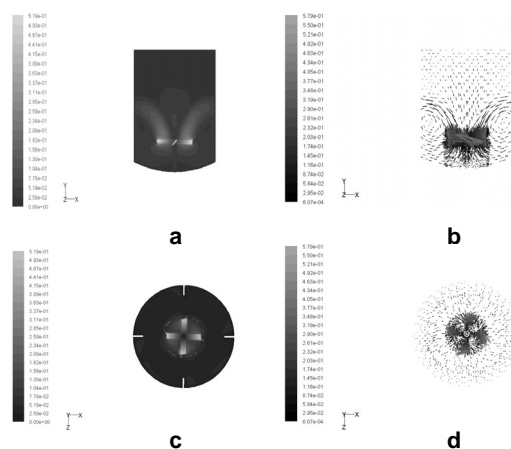 5.19e-01
4.93e-01
4.67e-01
4.41e-01
4.15e-01
3.89e-01
3.63e-01
3.37e-01
3.11e-01
2.85e-01
2.59e-01
2.34e-01
2.08e-01
1.82e-01
1.56e-01
1.30e-01
1.04e-01
7.78e-02
5.19e-02
2.59e-02
0.00e+00
Y
Z X
a
5.79e-01
5.50e-01
5.21e-01
4.92e-01
4.63e-01
4.34e-01
4.05e-01
3.77e-01
3.48e-01
3.19e-01
2.90e-01
2.61e-01
2.32e-01
2.03e-01
1.74e-01
1.45e-01
1.16e-01
8.74e-02
5.84e-02
2.95e-02
6.07e-04
Y
Z X
b
5.19e-01
4.93e-01
4.67e-01
4.41e-01
4.15e-01
3.89e-01
3.63e-01
3.37e-01
3.11e-01
2.85e-01
2.59e-01
2.34e-01
2.08e-01
1.82e-01
1.56e-01
1.30e-01
1.04e-01
7.78e-02
5.19e-02
2.59e-02
0.00e+00
Y X
Z
c
5.79e-01
5.50e-01
5.21e-01
4.92e-01
4.63e-01
4.34e-01
4.05e-01
3.77e-01
3.48e-01
3.19e-01
2.90e-01
2.61e-01
2.32e-01
2.03e-01
1.74e-01
1.45e-01
1.16e-01
8.74e-02
5.84e-02
2.95e-02
6.07e-04
Y X
Z
d